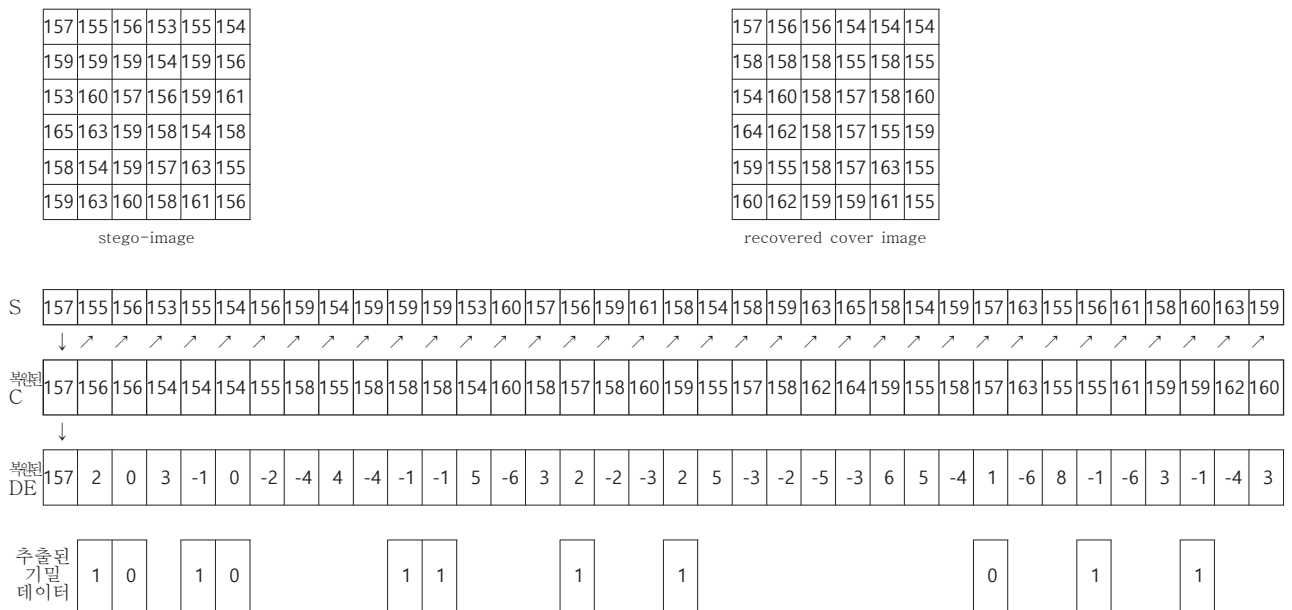 157 155 156 153 155 154 157 156 156 154 154 154
159 159 159 154 159 156 158 158 158 155 158 155
153 160 157 156 159 161 154 160 158 157 158 160
165 163 159 158 154 158 164 162 158 157 155 159
158 154 159 157 163 155 159 155 158 157 163 155
159 163 160 158 161 156 160 162 159 159 161 155
stego-image recovered cover image
S 157 155 156 153 155 154 156 159 154 159 159 159 153 160 157 156 159 161 158 154 158 159 163 165 158 154 159 157 163 155 156 161 158 160 163 159
↓ ↗ ↗ ↗ ↗ ↗ ↗ ↗ ↗ ↗ ↗ ↗ ↗ ↗ ↗ ↗ ↗ ↗ ↗ ↗ ↗ ↗ ↗ ↗ ↗ ↗ ↗ ↗ ↗ ↗ ↗ ↗ ↗ ↗ ↗ ↗
복원된
C 157 156 156 154 154 154 155 158 155 158 158 158 154 160 158 157 158 160 159 155 157 158 162 164 159 155 158 157 163 155 155 161 159 159 162 160
↓
복원된
DE 157 2 0 3 -1 0 -2 -4 4 -4 -1 -1 5 -6 3 2 -2 -3 2 5 -3 -2 -5 -3 6 5 -4 1 -6 8 -1 -6 3 -1 -4 3
추출된
기밀
데이터 1 0 1 0 1 1 1 1 0 1 1